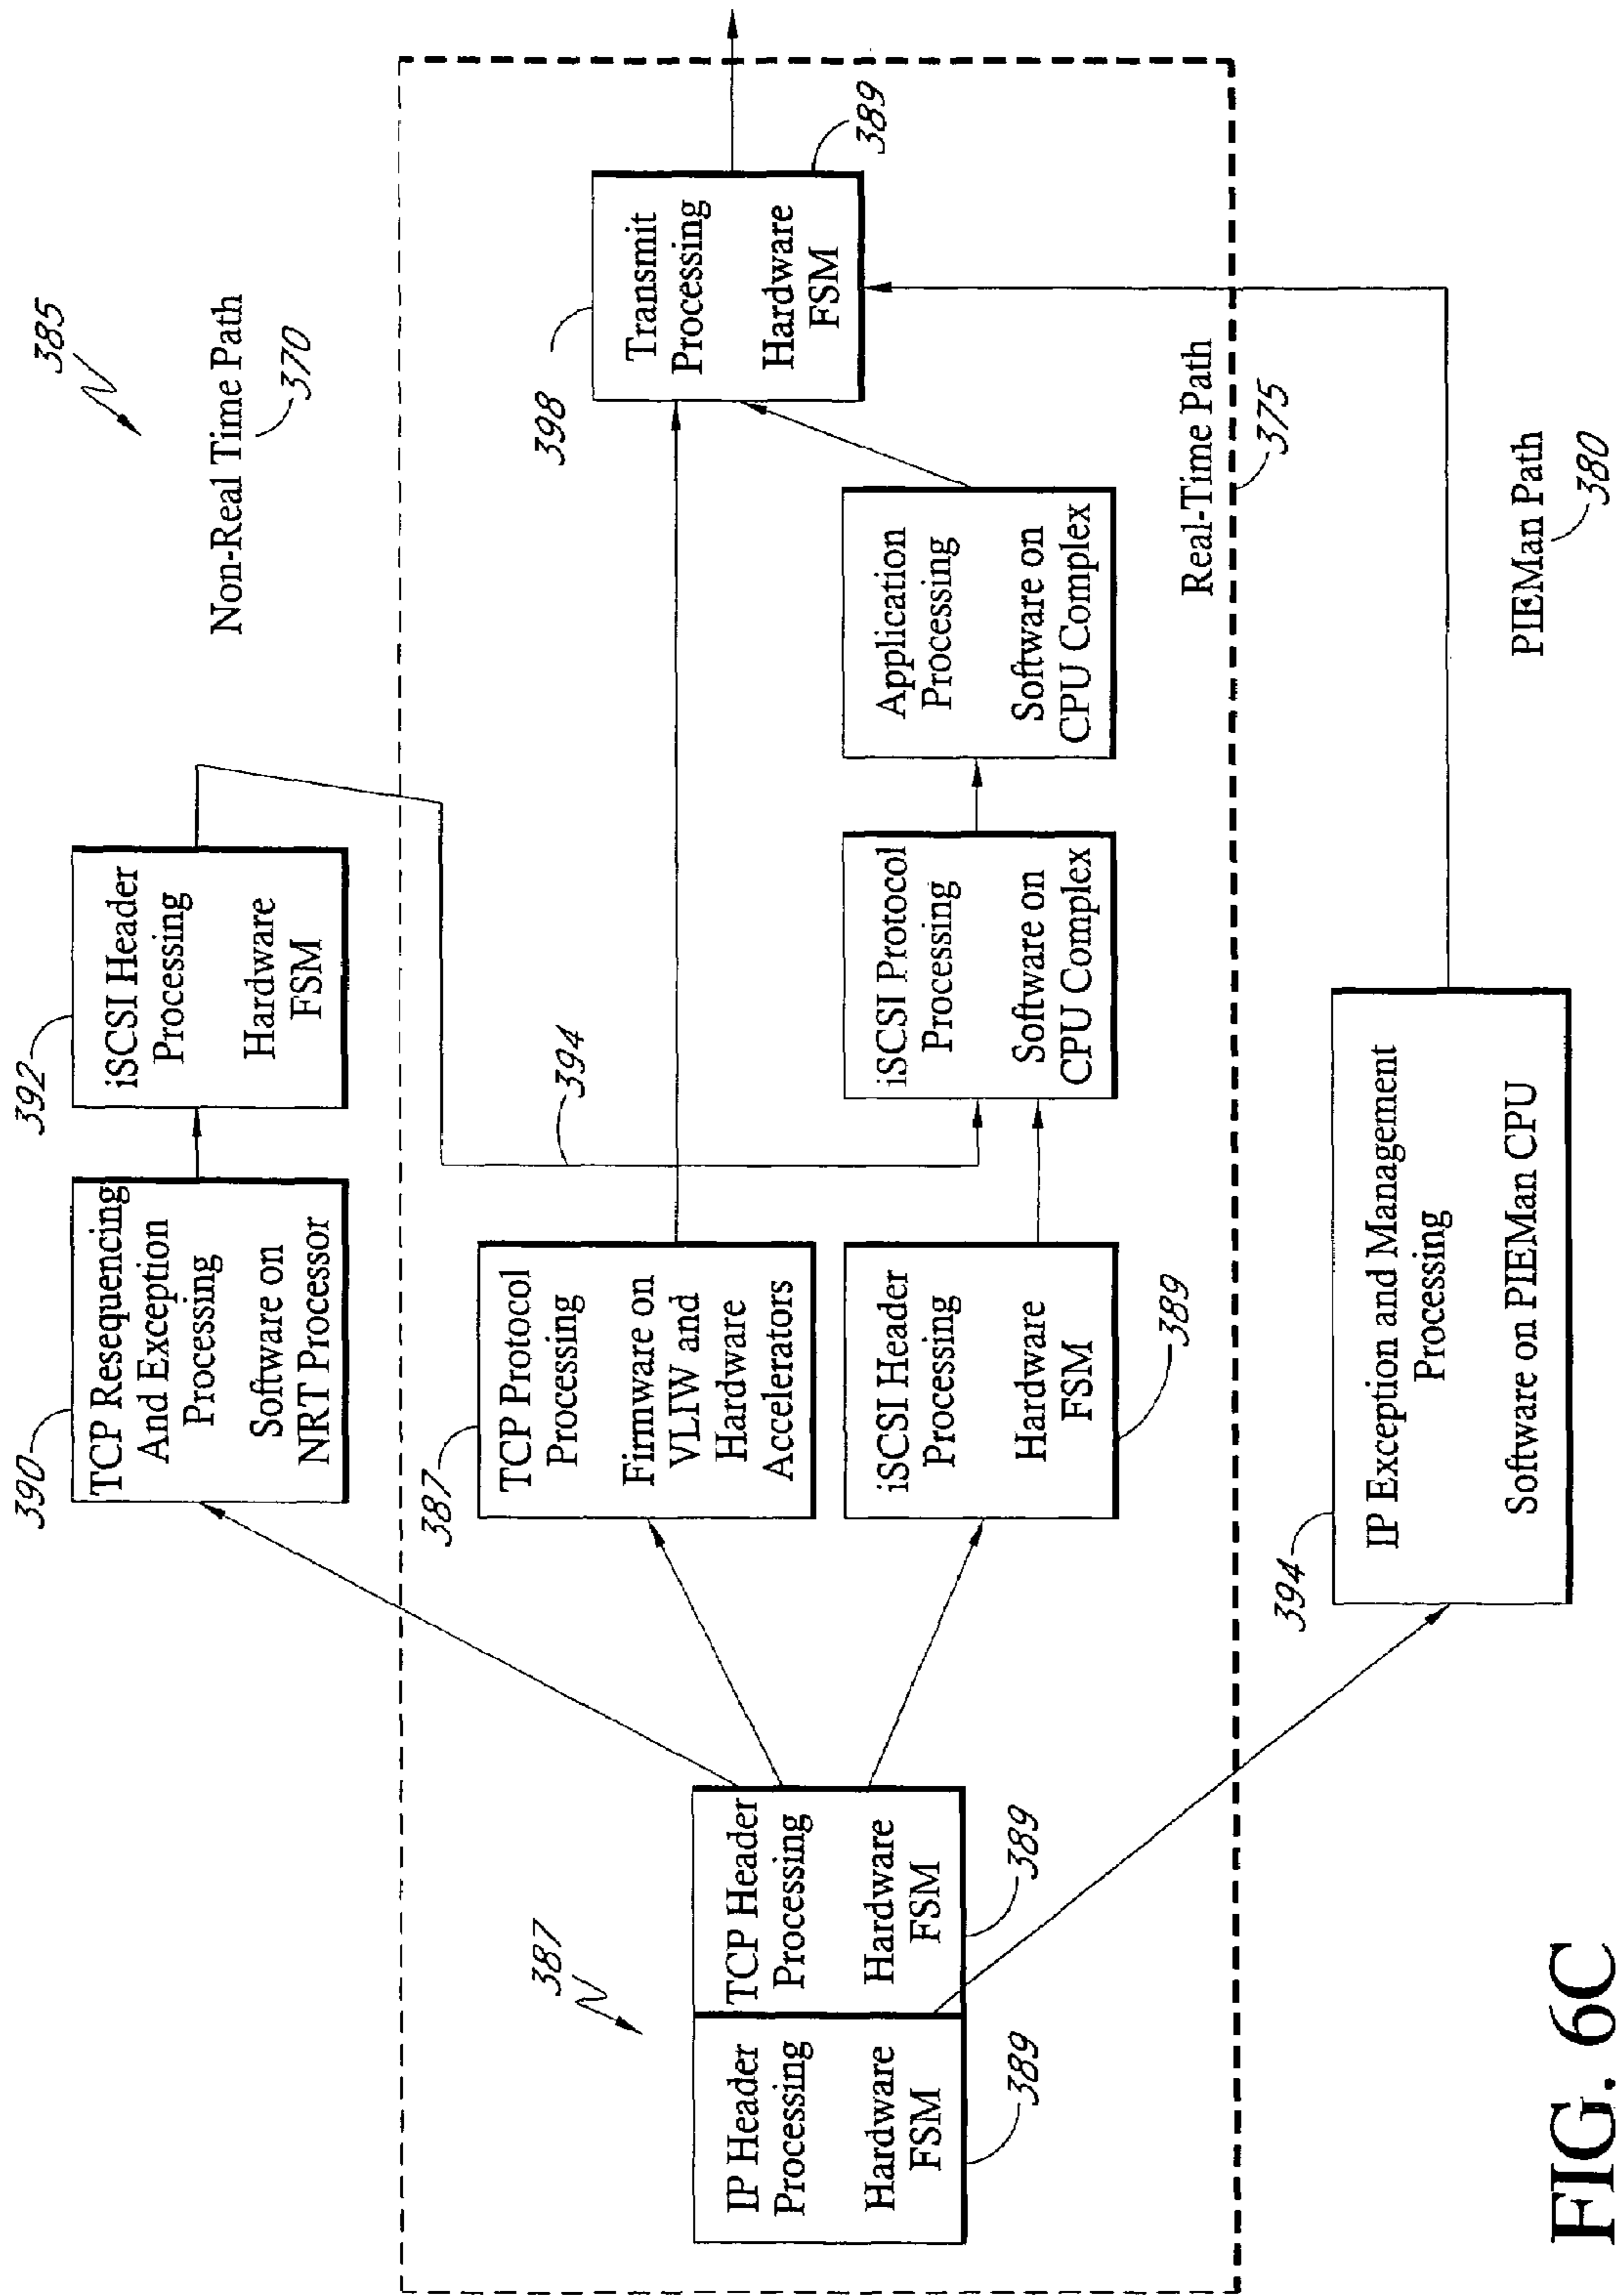 385
Non-Real Time Path
370
390
TCP Resequencing
And Exception
Processing
Software on
NRT Processor
392
iSCSI Header
Processing
Hardware
FSM
394
387
IP Header
Processing
Hardware
FSM
389
TCP Header
Processing
Hardware
FSM
389
387
TCP Protocol
Processing
Firmware on
VLIW and
Hardware
Accelerators
iSCSI Header
Processing
Hardware
FSM
389
iSCSI Protocol
Processing
Software on
CPU Complex
Application
Processing
Software on
CPU Complex
398
Transmit
Processing
Hardware
FSM
389
Real-Time Path
375
394
IP Exception and Management
Processing
Software on PIEMan CPU
PIEMan Path
380
FIG. 6C